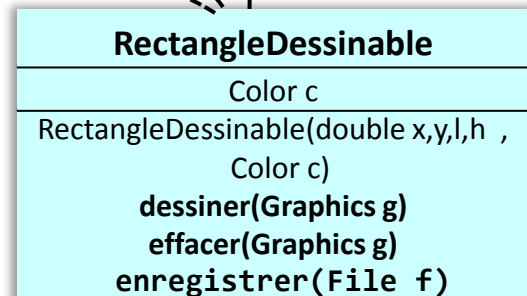 RectangleDessinable
Color c
RectangleDessinable(double x,y,l,h ,
Color c)
dessiner(Graphics g)
effacer(Graphics g)
enregistrer(File f)